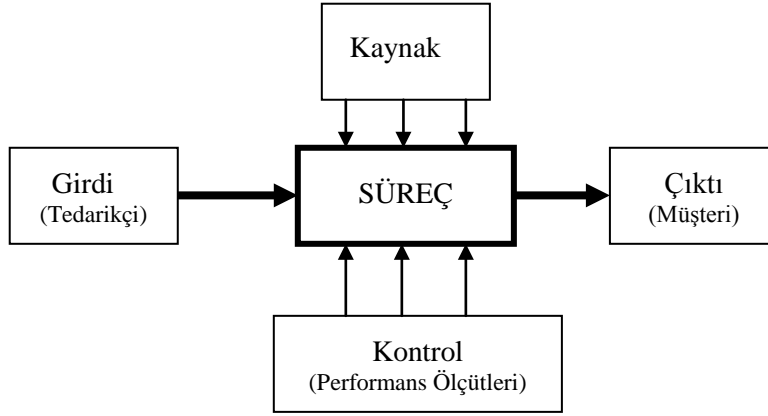 Kaynak
Girdi
(Tedarikçi)
SÜREÇ
Çıktı
(Müşteri)
Kontrol
(Performans Ölçütleri)